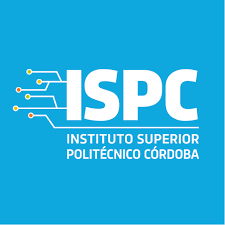 ISPC
INSTITUTO SUPERIOR
POLITÉCNICO CÓRDOBA